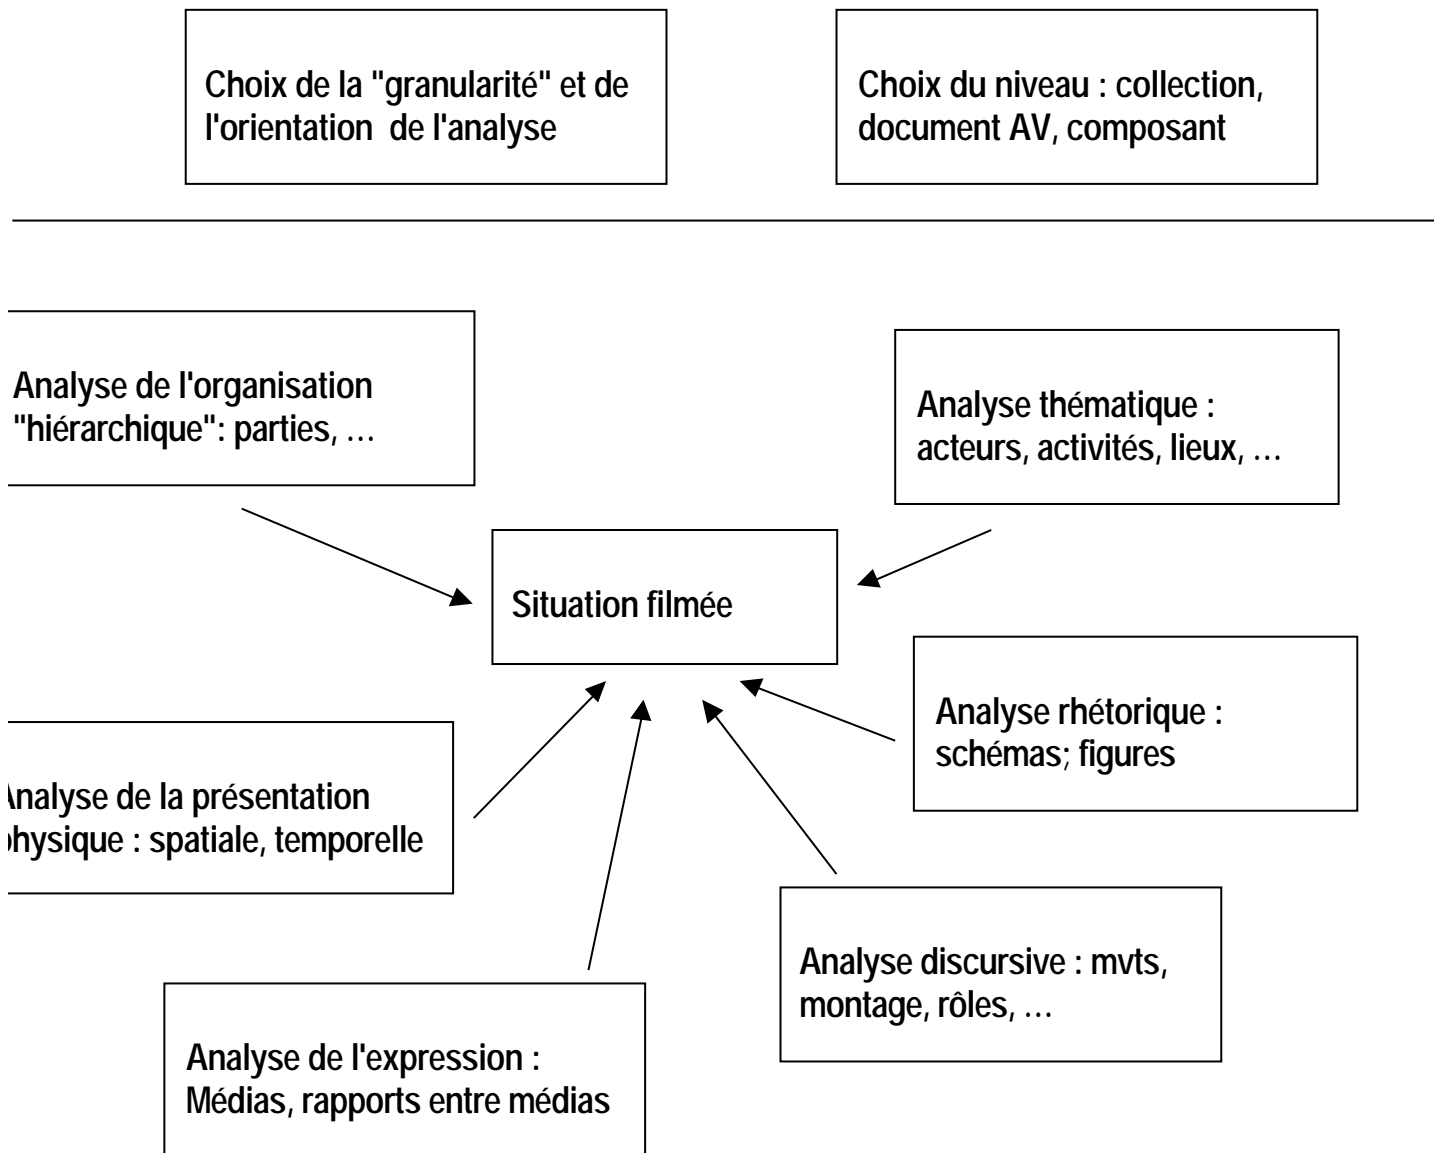 Choix de la "granularité" et de
l'orientation de l'analyse
Choix du niveau : collection,
document AV, composant
Analyse de l'organisation
"hiérarchique": parties, …
Analyse thématique :
acteurs, activités, lieux, …
Situation filmée
Analyse rhétorique :
schémas; figures
Analyse de la présentation
physique : spatiale, temporelle
Analyse discursive : mvts,
montage, rôles, …
Analyse de l'expression :
Médias, rapports entre médias